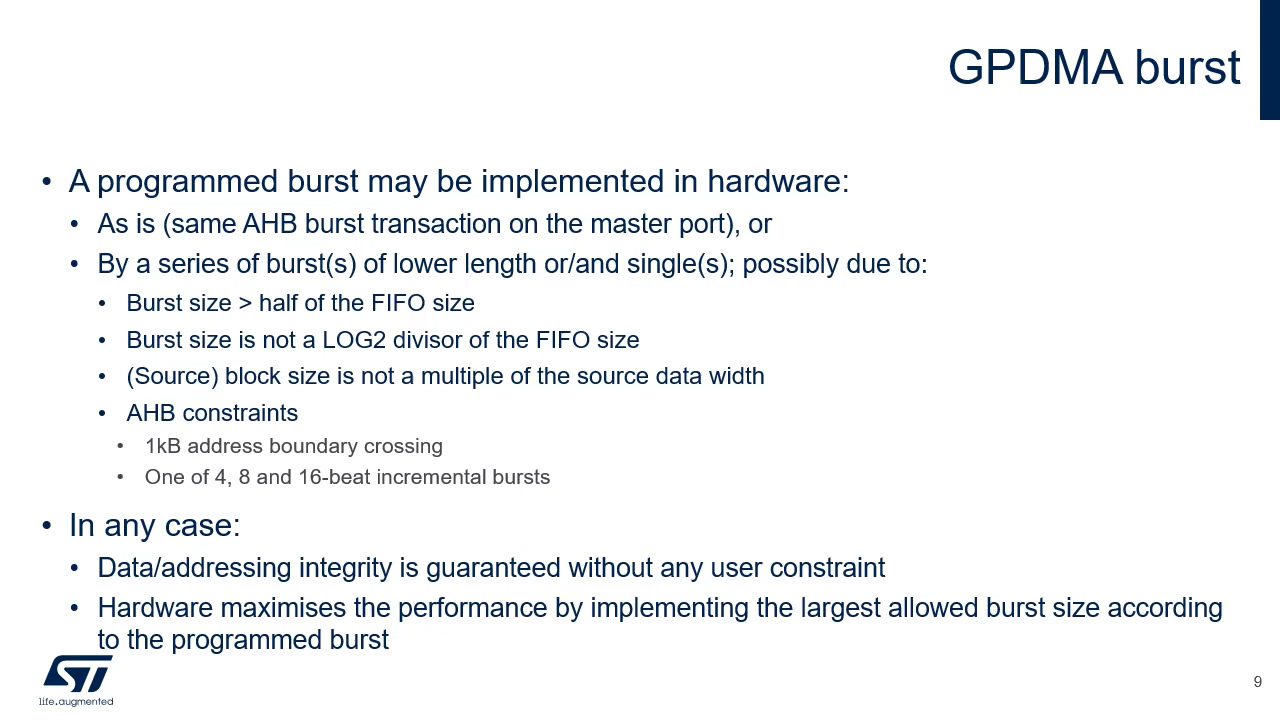 GPDMA burst
• A programmed burst may be implemented in hardware:
• As is (same AHB burst transaction on the master port), or
• By a series of burst(s) of lower length or/and single(s); possibly due to:
• Burst size > half of the FIFO size
• Burst size is not a LOG2 divisor of the FIFO size
• (Source) block size is not a multiple of the source data width
• AHB constraints
• 1kB address boundary crossing
• One of 4, 8 and 16-beat incremental bursts
• In any case:
• Data/addressing integrity is guaranteed without any user constraint
• Hardware maximises the performance by implementing the largest allowed burst size according
to the programmed burst
ST
life.augmented
9